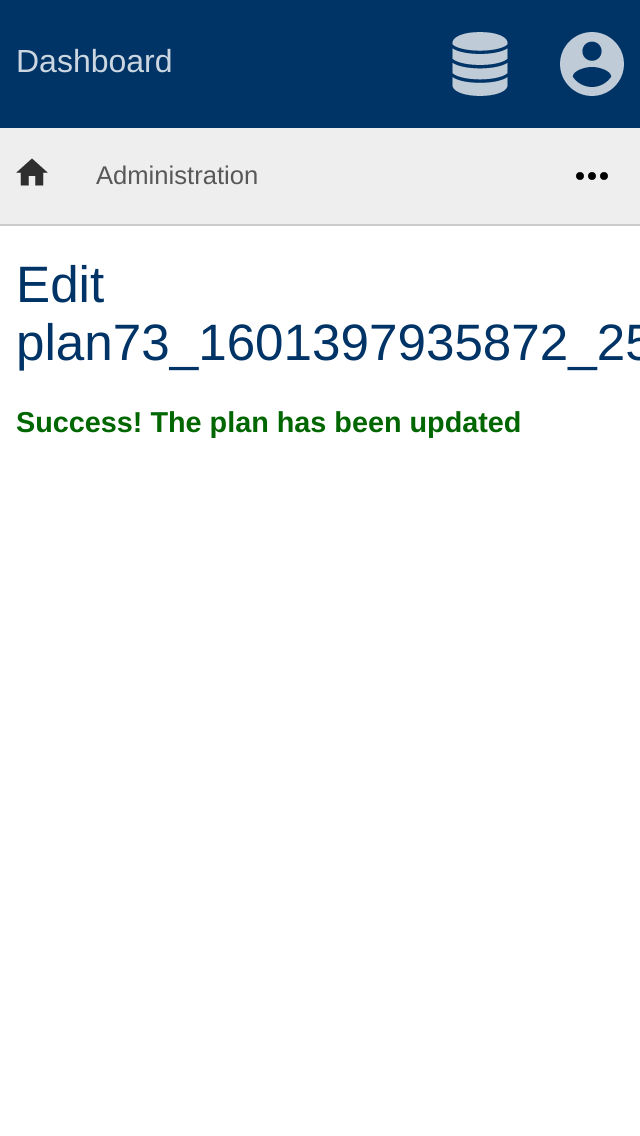 Dashboard
Administration
Edit
plan73_1601397935872_25
Success! The plan has been updated